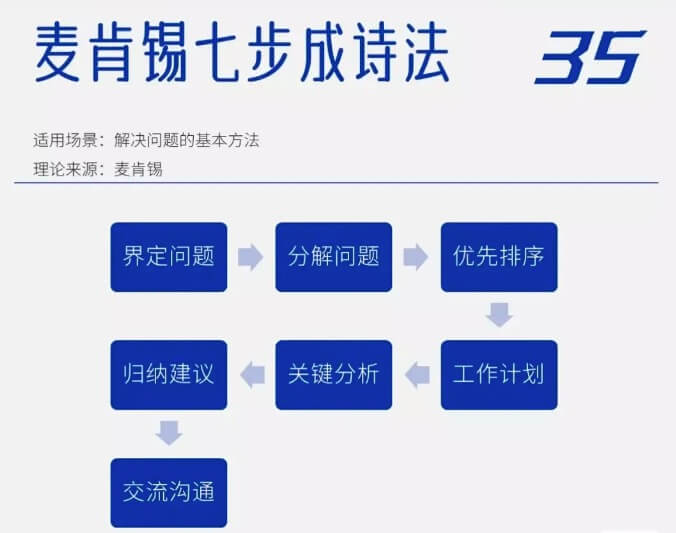 麦肯锡七步成诗法
35
适用场景：解决问题的基本方法
理论来源：麦肯锡
界定问题
分解问题
优先排序
工作计划
关键分析
归纳建议
交流沟通